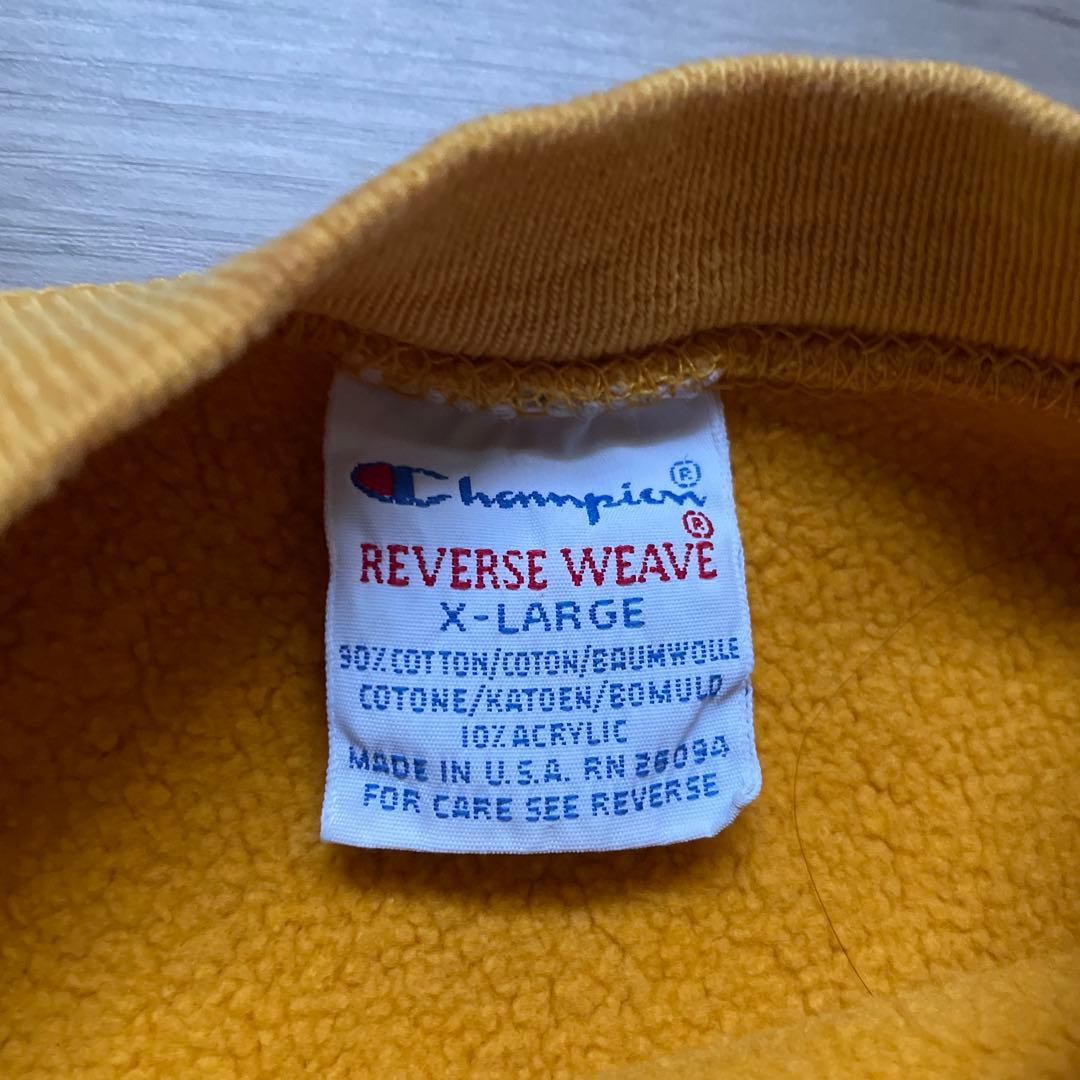 Champion®
REVERSE WEAVE®
X-LARGE
90% COTTON/COTON/BAUMWOLLE
COTONE/KATOEN/BOMULD
10% ACRYLIC
MADE IN U.S.A. RN 26094
FOR CARE SEE REVERSE